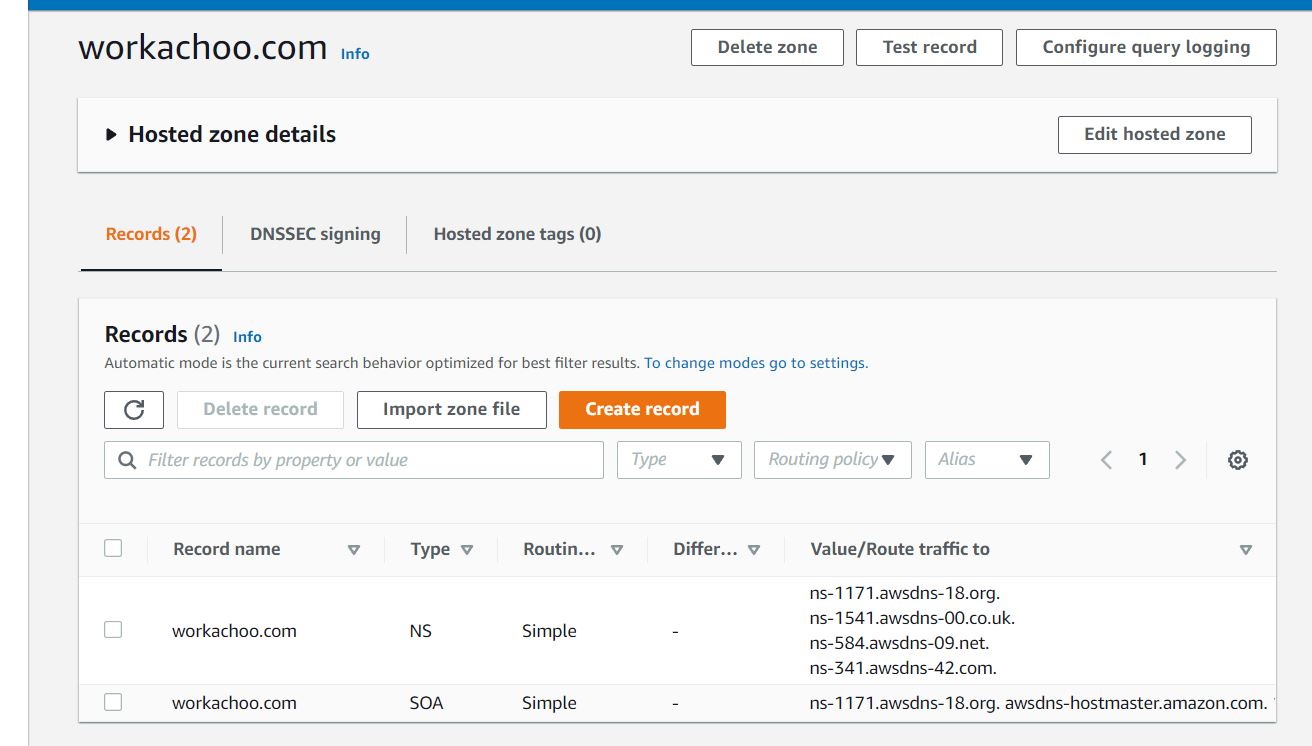 workachoo.com Info
Delete zone
Test record
Configure query logging
Hosted zone details
Edit hosted zone
Records (2)
DNSSEC signing
Hosted zone tags (0)
Records (2) Info
Automatic mode is the current search behavior optimized for best filter results. To change modes go to settings.
Delete record
Import zone file
Create record
Filter records by property or value
Type
Routing policy
Alias
1
Record name
Type
Routin...
Differ...
Value/Route traffic to
workachoo.com
NS
Simple
-
ns-1171.awsdns-18.org.
ns-1541.awsdns-00.co.uk.
ns-584.awsdns-09.net.
ns-341.awsdns-42.com.
workachoo.com
SOA
Simple
-
ns-1171.awsdns-18.org. awsdns-hostmaster.amazon.com.